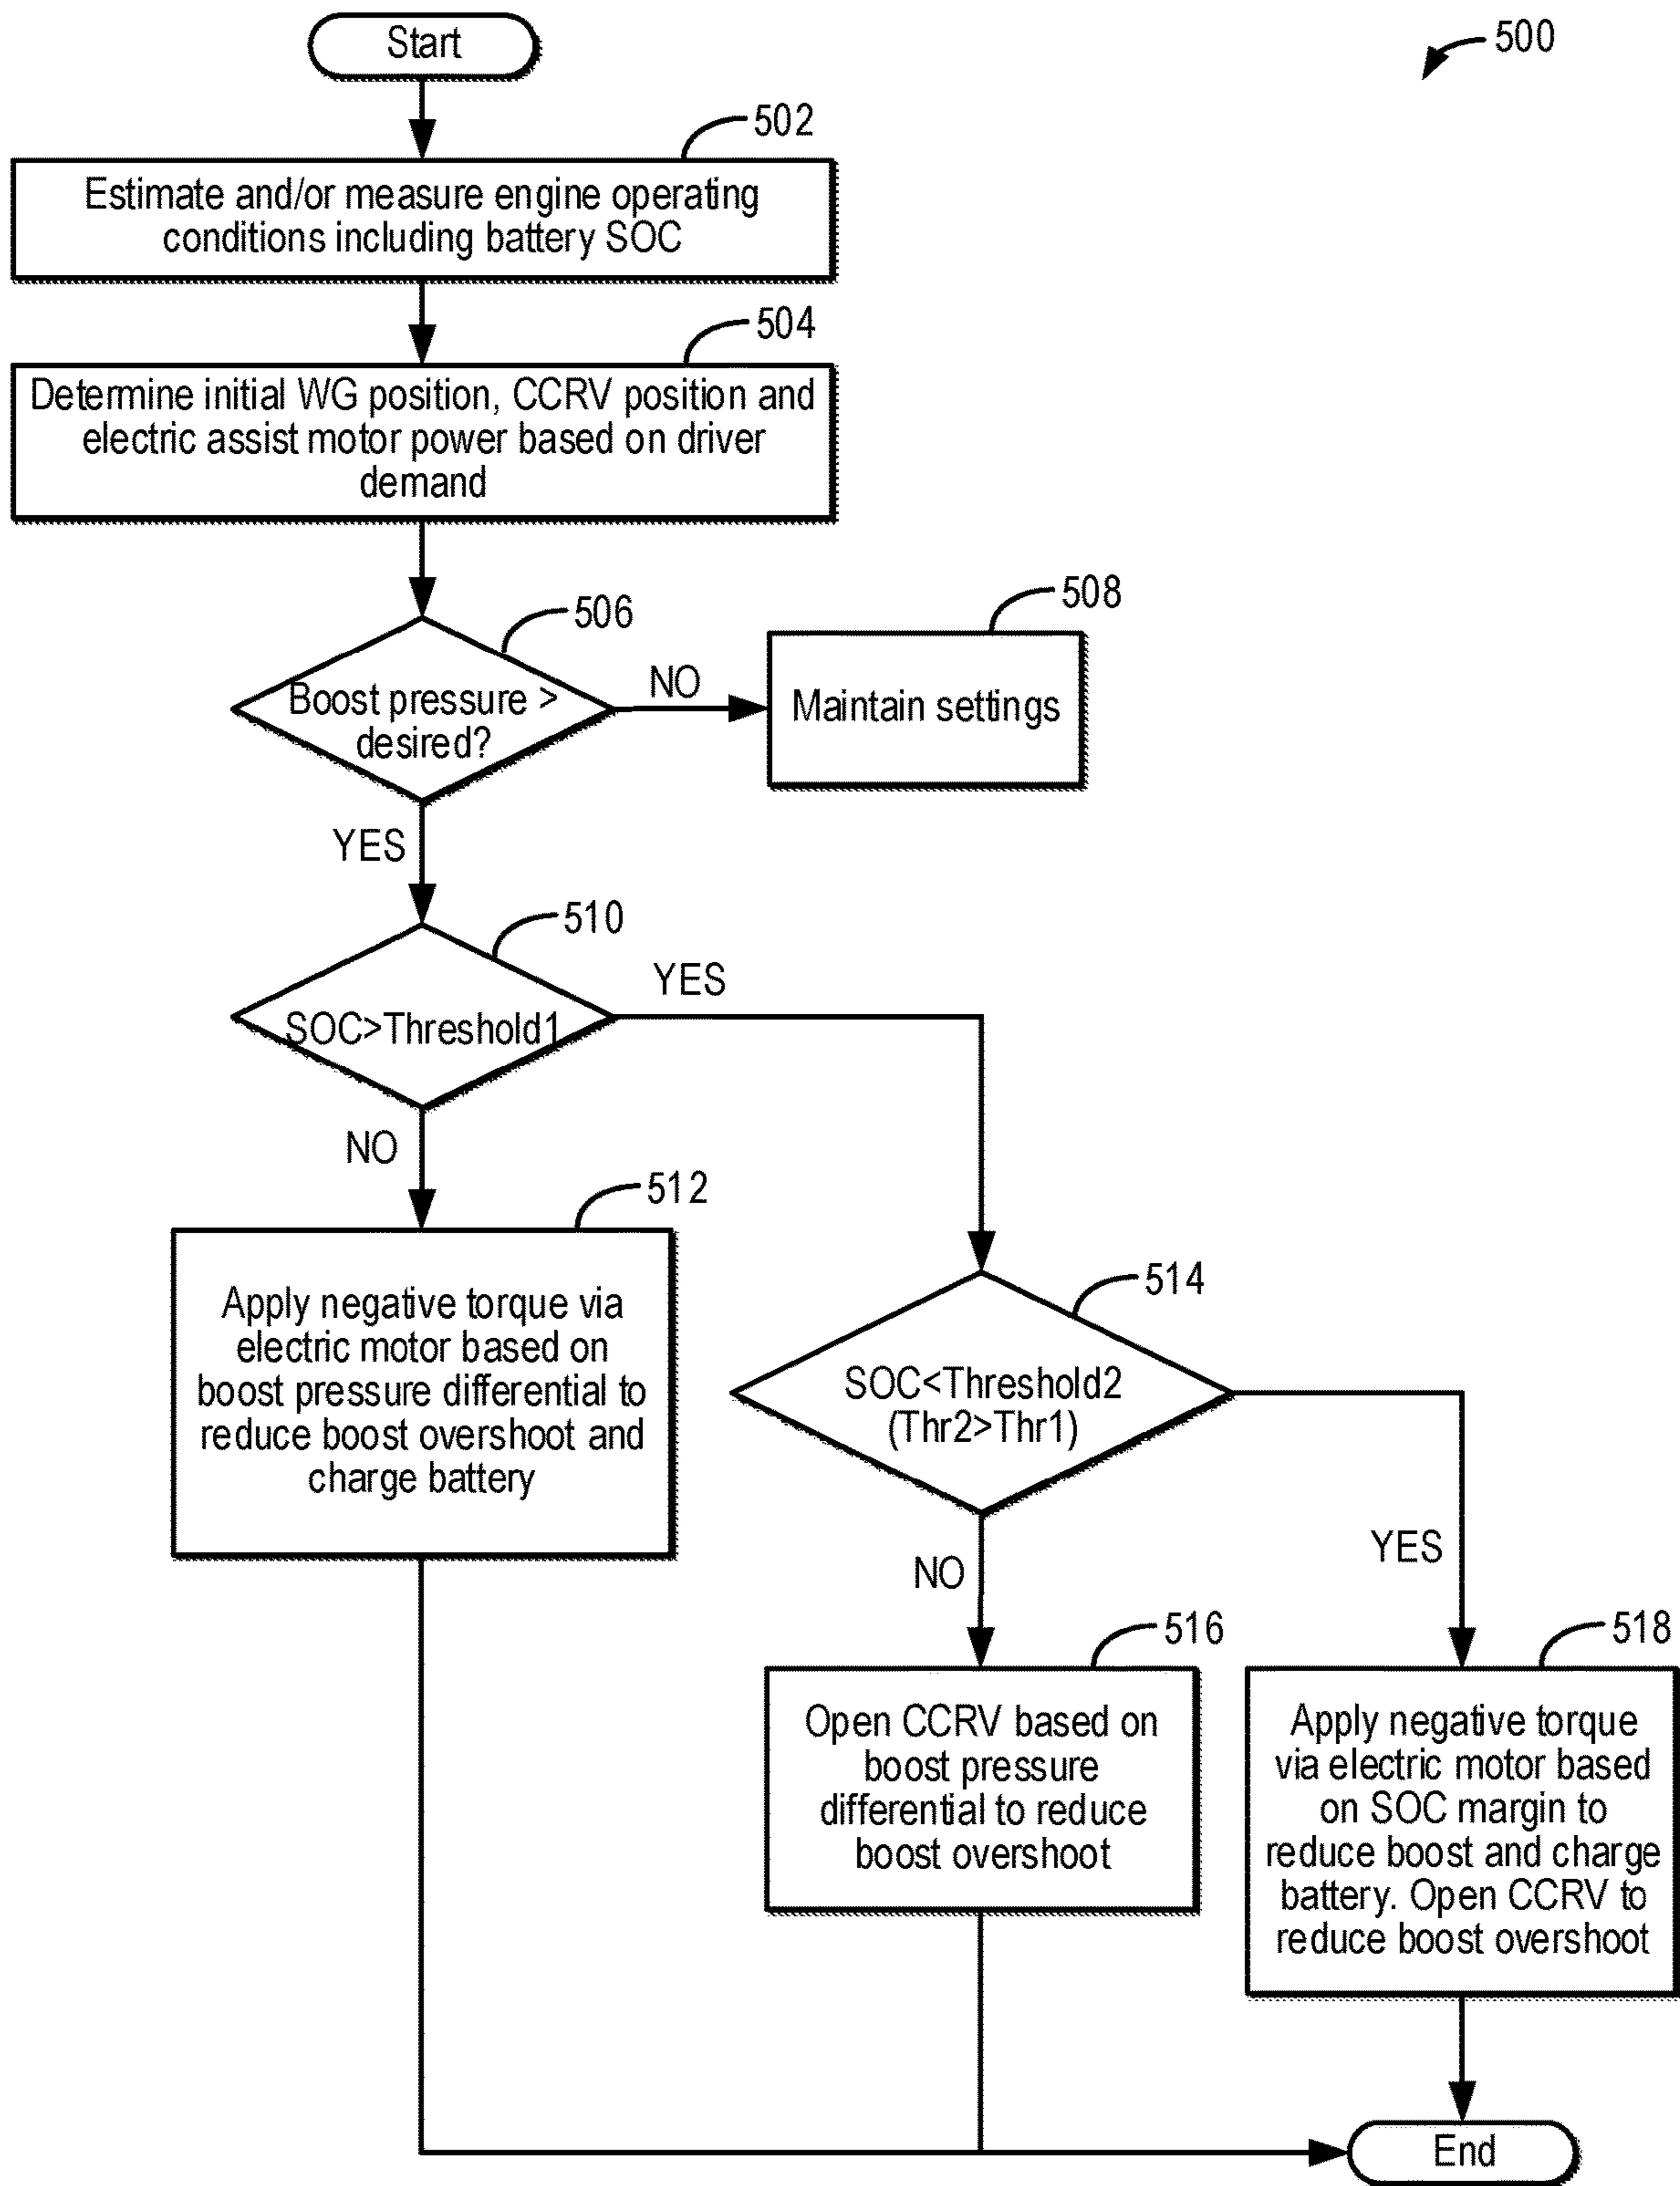 Start
500
502
Estimate and/or measure engine operating
conditions including battery SOC
504
Determine initial WG position, CCRV position and
electric assist motor power based on driver
demand
506
508
Boost pressure >
desired?
NO
Maintain settings
YES
510
SOC>Threshold1
YES
NO
512
Apply negative torque via
electric motor based on
boost pressure differential to
reduce boost overshoot and
charge battery
514
SOC<Threshold2
(Thr2>Thr1)
NO
YES
516
Open CCRV based on
boost pressure
differential to reduce
boost overshoot
518
Apply negative torque
via electric motor based
on SOC margin to
reduce boost and charge
battery. Open CCRV to
reduce boost overshoot
End